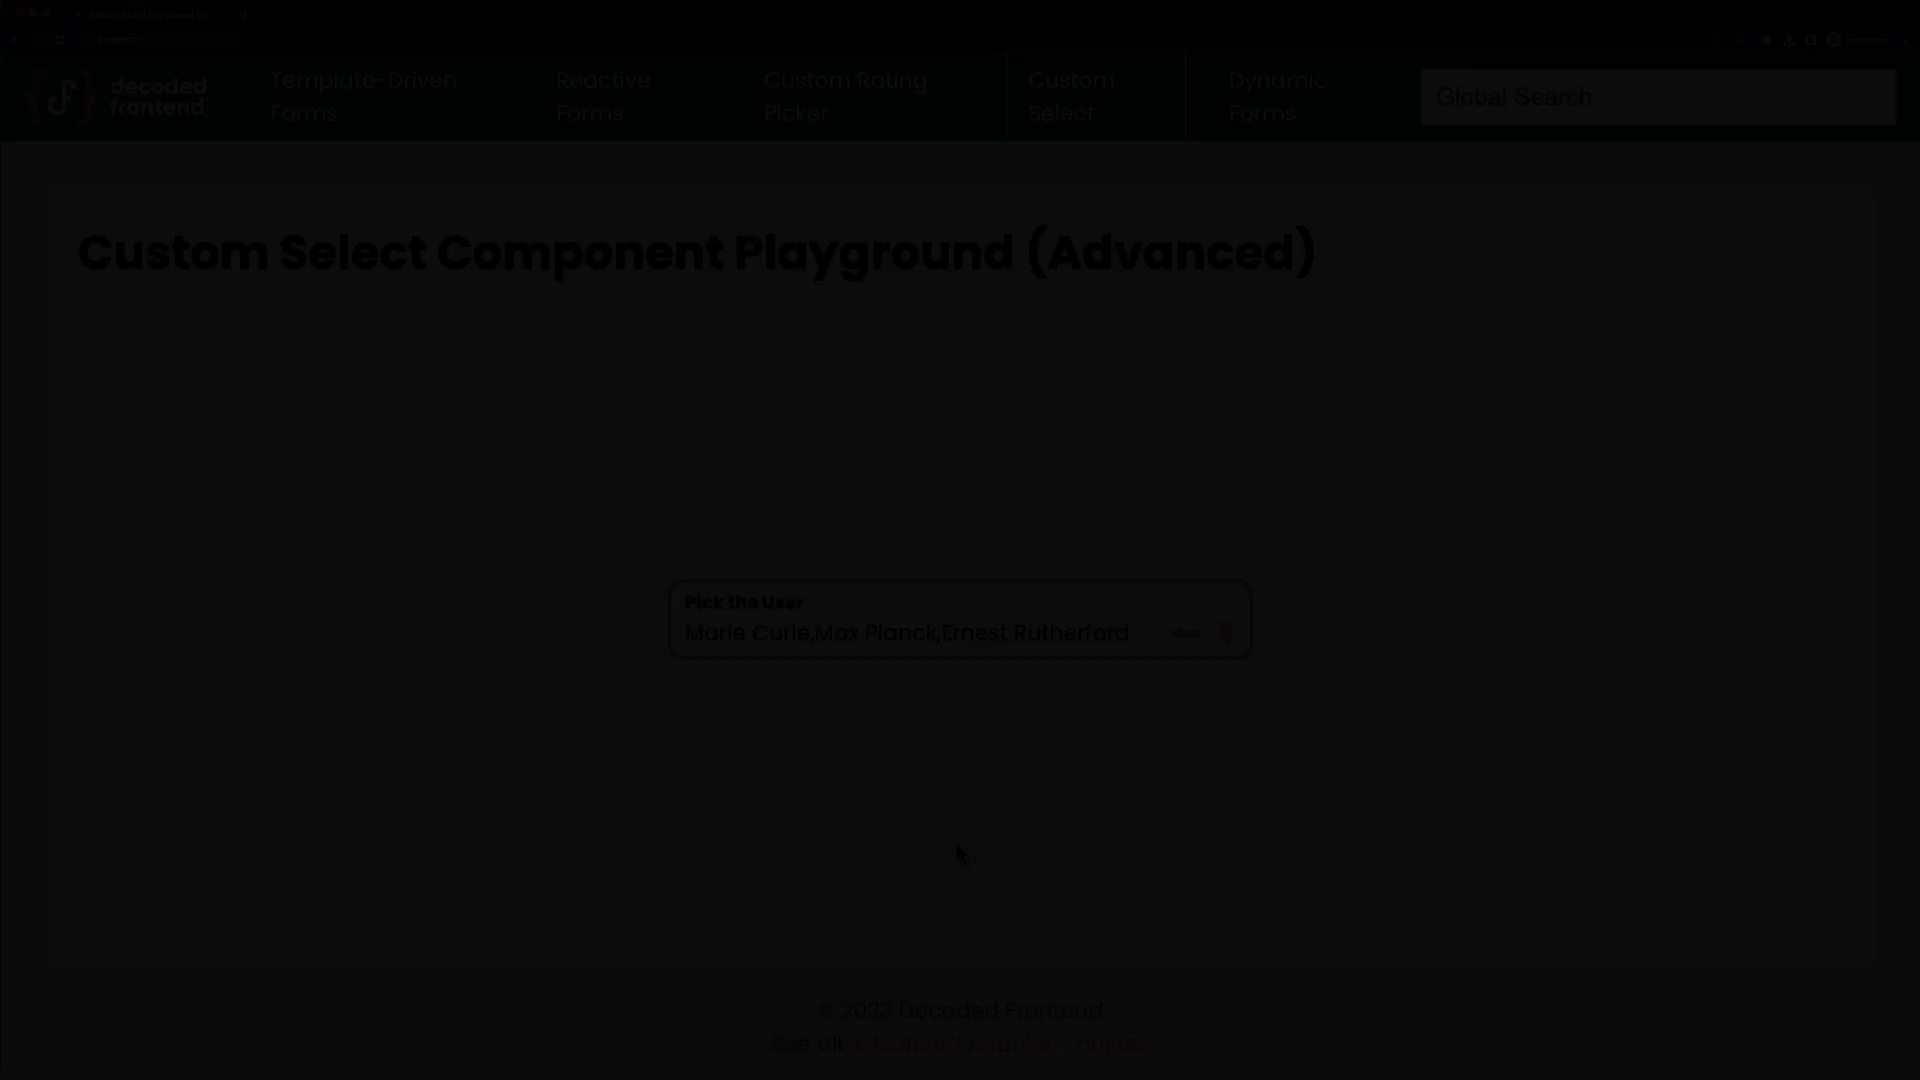 decoded
frontend
Template-Driven
Forms
Reactive
Forms
Custom Rating
Picker
Custom
Select
Dynamic
Forms
Global Search
Custom Select Component Playground (Advanced)
Pick the User
Marie Curie,Max Planck,Ernest Rutherford
© 2023 Decoded Frontend
See all Advanced Angular Courses